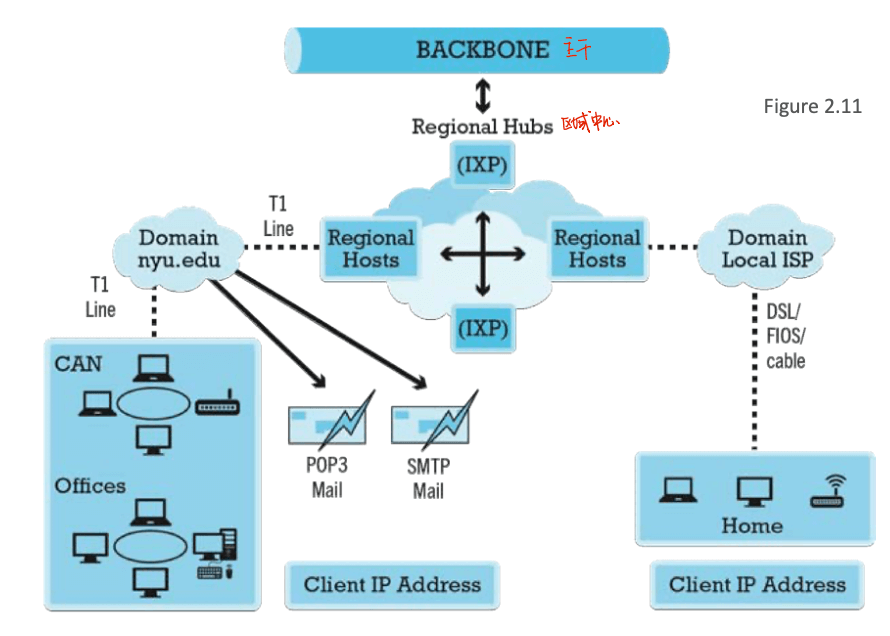 BACKBONE 主干
Figure 2.11
Regional Hubs 区域中心
(IXP)
T1
Line
Domain
nyu.edu
Regional
Hosts
Regional
Hosts
Domain
Local ISP
T1
Line
(IXP)
DSL/
FIOS/
cable
CAN
POP3
Mail
SMTP
Mail
Offices
Home
Client IP Address
Client IP Address